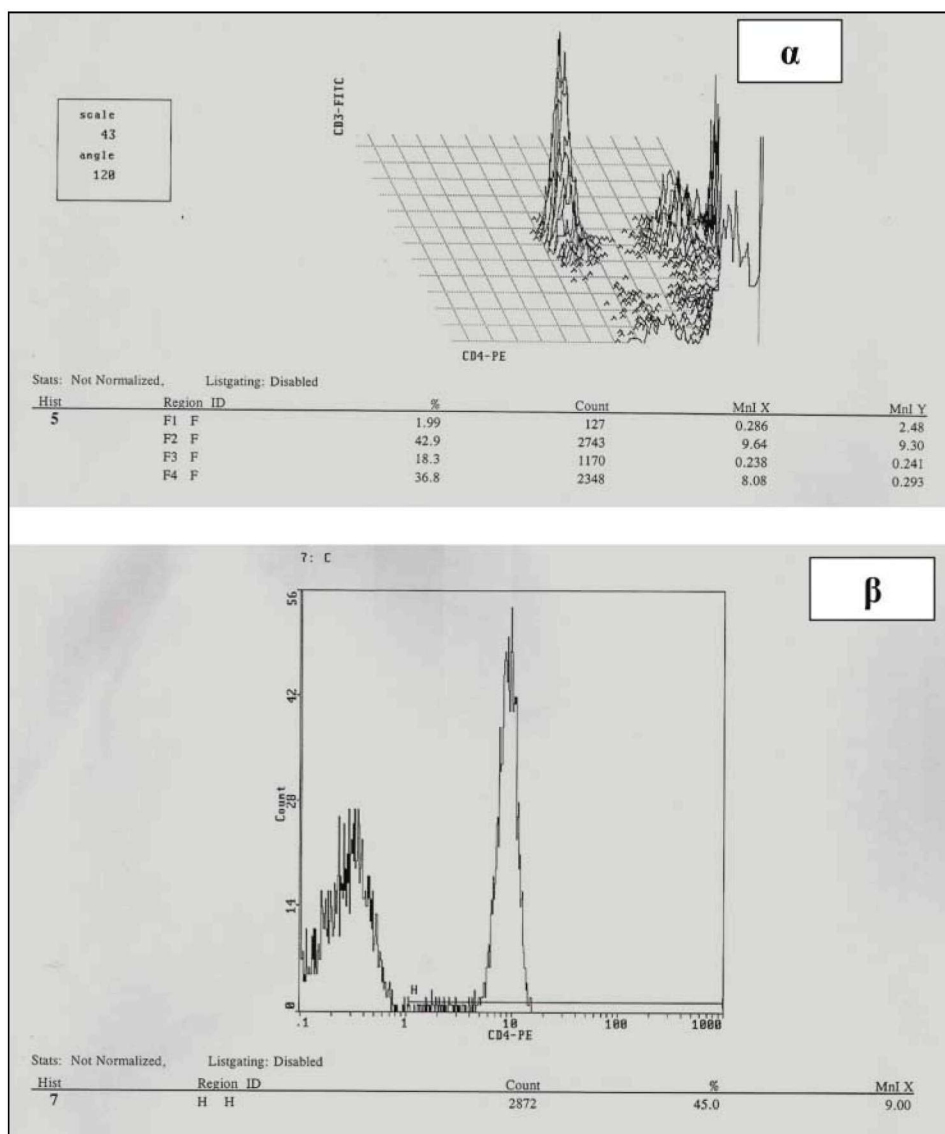 α
scale
43
angle
120
CD3-FITC
CD4-PE
Stats: Not Normalized, Listgating: Disabled
Hist Region ID % Count MnI X MnI Y
5 F1 F 1.99 127 0.286 2.48
F2 F 42.9 2743 9.64 9.30
F3 F 18.3 1170 0.238 0.241
F4 F 36.8 2348 8.08 0.293
7: C
β
56
42
28
14
0
Count
H
.1 1 10 100 1000
CD4-PE
Stats: Not Normalized, Listgating: Disabled
Hist Region ID Count % MnI X
7 H H 2872 45.0 9.00